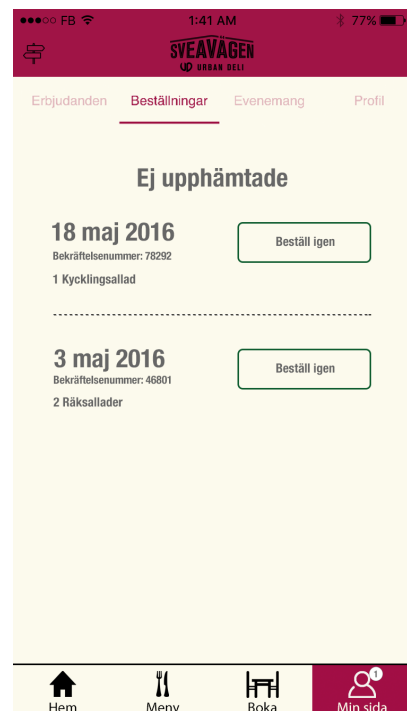 FB 1:41 AM 77%
SVEAVÄGEN
UD URBAN DELI
Erbjudanden Beställningar Evenemang Profil
Ej upphämtade
18 maj 2016
Bekräftelsenummer: 78292
1 Kycklingsallad
Beställ igen
3 maj 2016
Bekräftelsenummer: 46801
2 Räksallader
Beställ igen
1
Hem Meny Boka Min sida